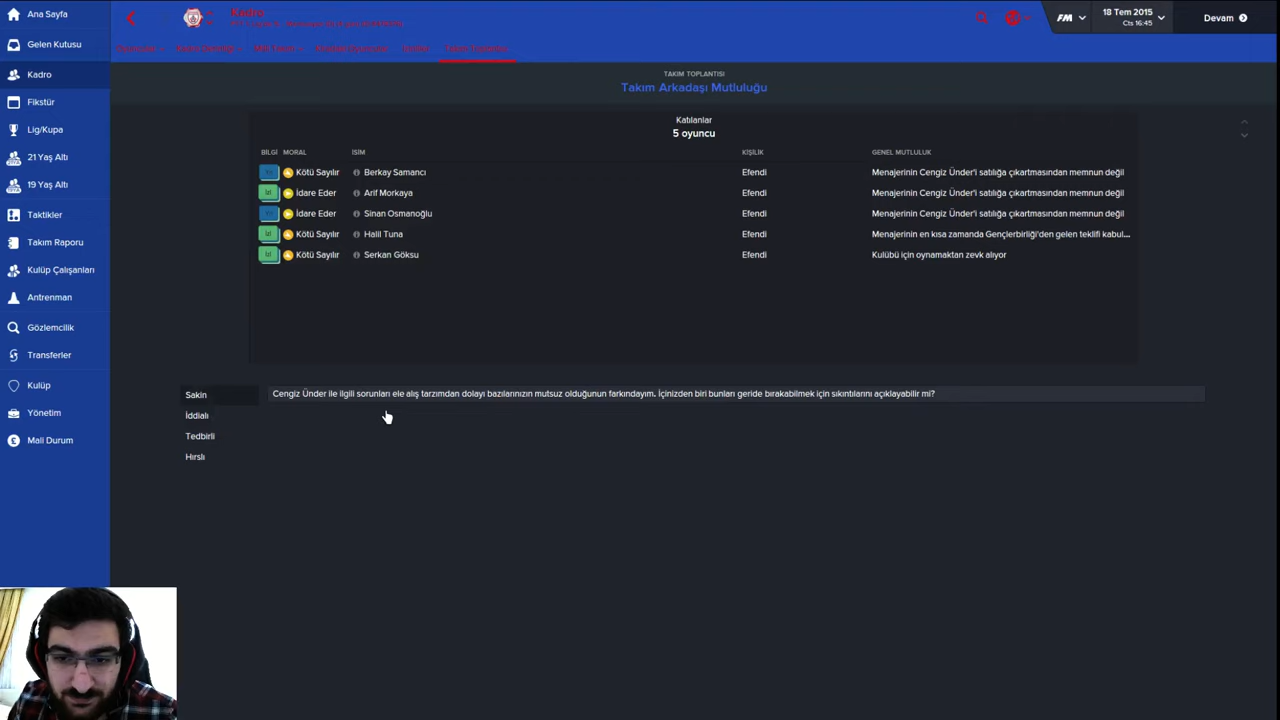 Ana Sayfa
Gelen Kutusu
Kadro
Fikstür
Lig/Kupa
21 Yaş Altı
19 Yaş Altı
Taktikler
Takım Raporu
Kulüp Çalışanları
Antrenman
Gözlemcilik
Transferler
Kulüp
Yönetim
Mali Durum
Kadro
FM
18 Tem 2015
Cts 16:45
Devam
TAKIM TOPLANTISI
Takım Arkadaşı Mutluluğu
Katılanlar
5 oyuncu
BİLGİ MORAL İSİM KİŞİLİK GENEL MUTLULUK
Kötü Sayılır Berkay Samancı Efendi Menajerinin Cengiz Ünder'i satılığa çıkartmasından memnun değil
İzl İdare Eder Arif Morkaya Efendi Menajerinin Cengiz Ünder'i satılığa çıkartmasından memnun değil
İdare Eder Sinan Osmanoğlu Efendi Menajerinin Cengiz Ünder'i satılığa çıkartmasından memnun değil
İzl Kötü Sayılır Halil Tuna Efendi Menajerinin en kısa zamanda Gençlerbirliği'den gelen teklifi kabul...
İzl Kötü Sayılır Serkan Göksu Efendi Kulübü için oynamaktan zevk alıyor
Sakin Cengiz Ünder ile ilgili sorunları ele alış tarzımdan dolayı bazılarınızın mutsuz olduğunun farkındayım. İçinizden biri bunları geride bırakabilmek için sıkıntılarını açıklayabilir mi?
İddialı
Tedbirli
Hırslı